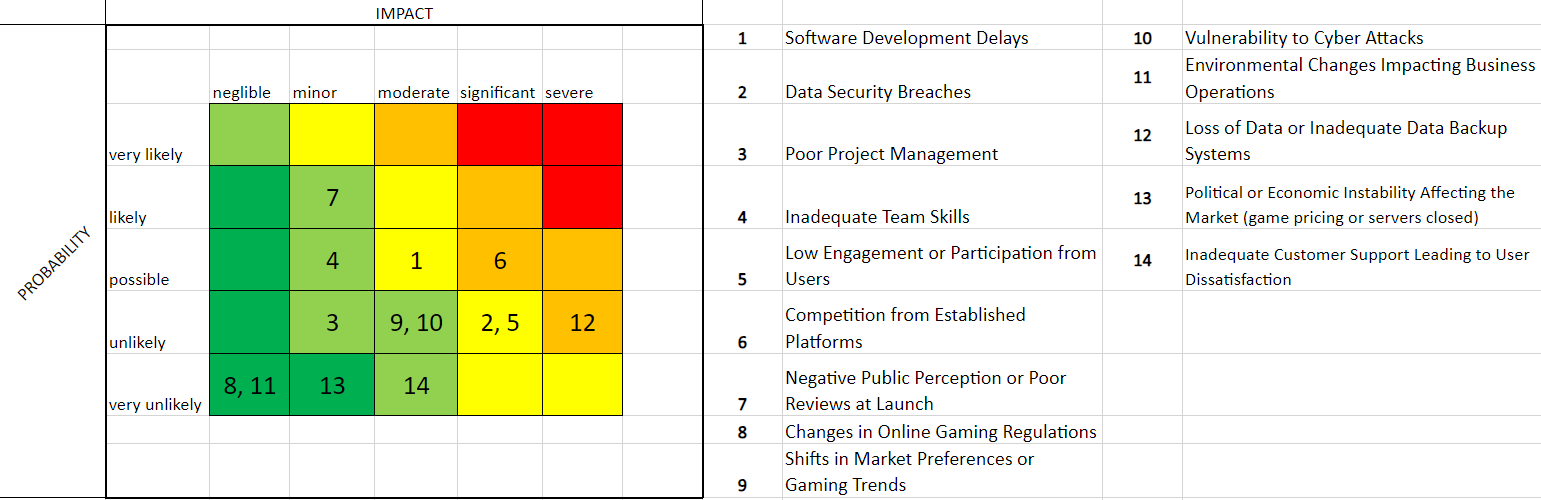 IMPACT
neglible minor moderate significant severe
very likely
likely 7
possible 4 1 6
unlikely 3 9, 10 2, 5 12
very unlikely 8, 11 13 14
PROBABILITY
1 Software Development Delays
2 Data Security Breaches
3 Poor Project Management
4 Inadequate Team Skills
Low Engagement or Participation from
5 Users
Competition from Established
6 Platforms
Negative Public Perception or Poor
7 Reviews at Launch
8 Changes in Online Gaming Regulations
Shifts in Market Preferences or
9 Gaming Trends
10 Vulnerability to Cyber Attacks
11 Environmental Changes Impacting Business
Operations
12 Loss of Data or Inadequate Data Backup
Systems
13 Political or Economic Instability Affecting the
Market (game pricing or servers closed)
14 Inadequate Customer Support Leading to User
Dissatisfaction